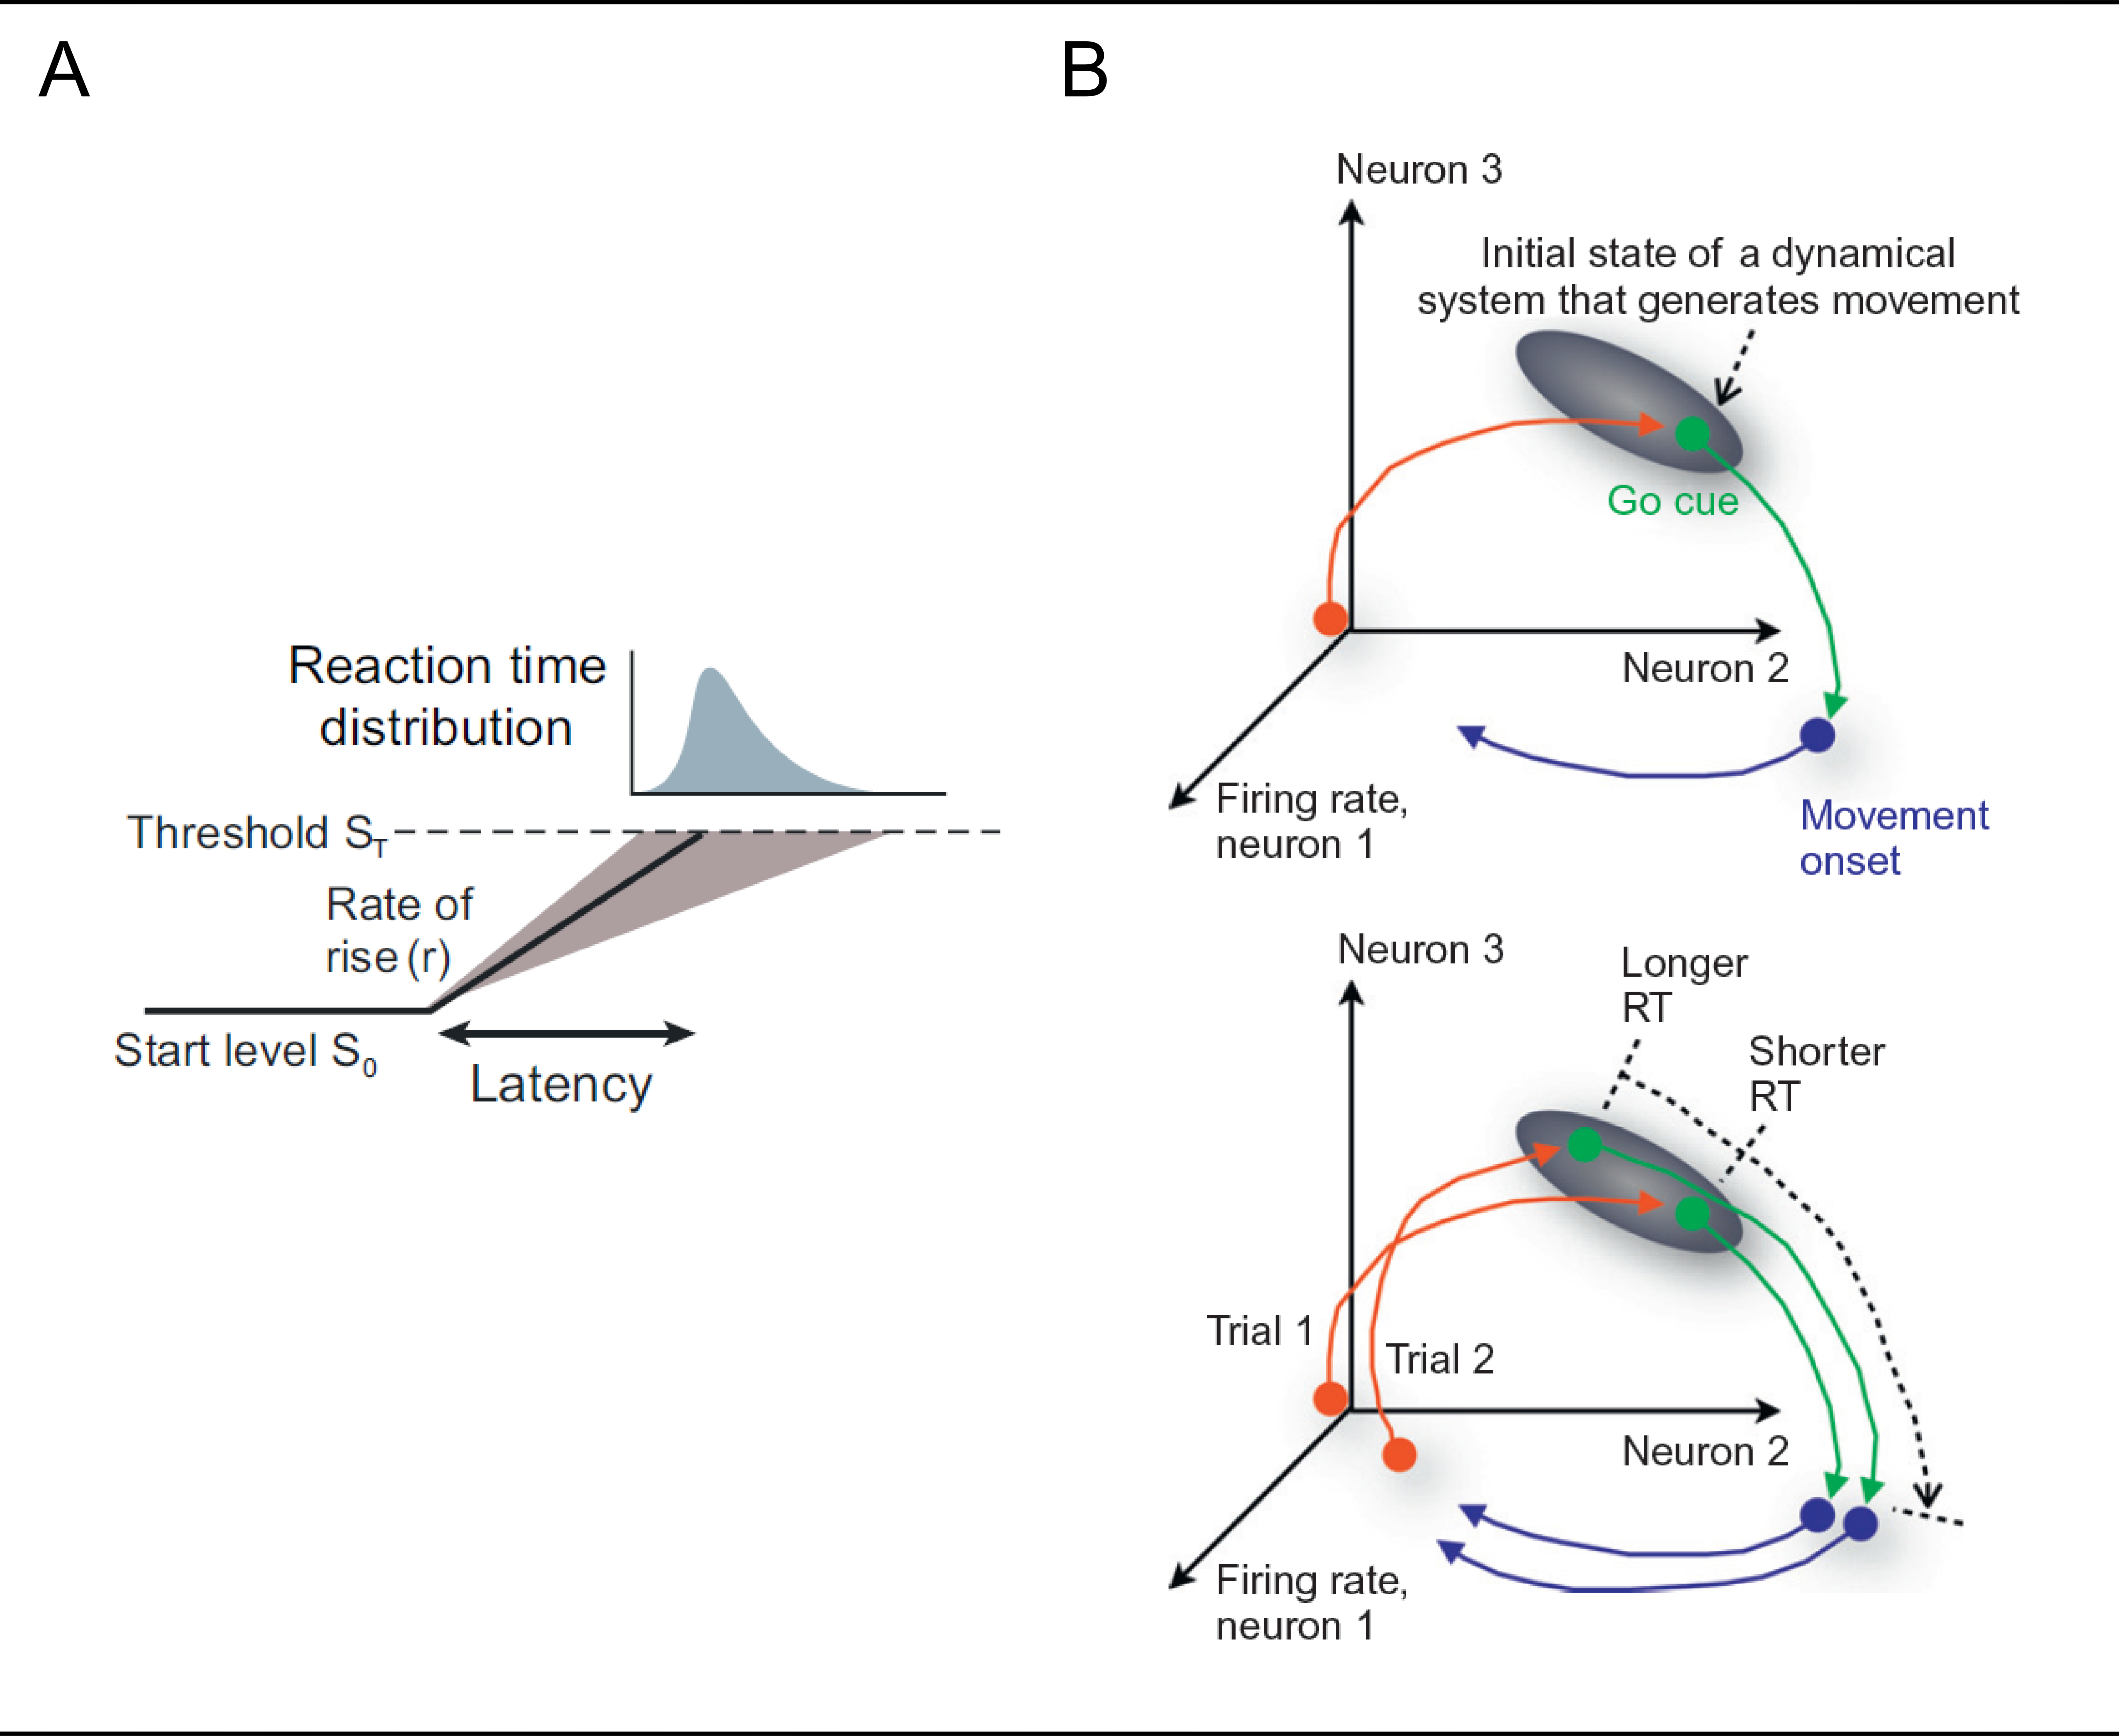 A
Reaction time
distribution
Threshold S_T
Rate of
rise (r)
Start level S_0
Latency
B
Neuron 3
Initial state of a dynamical
system that generates movement
Go cue
Neuron 2
Firing rate,
neuron 1
Movement
onset
Neuron 3
Longer
RT
Shorter
RT
Trial 1
Trial 2
Neuron 2
Firing rate,
neuron 1